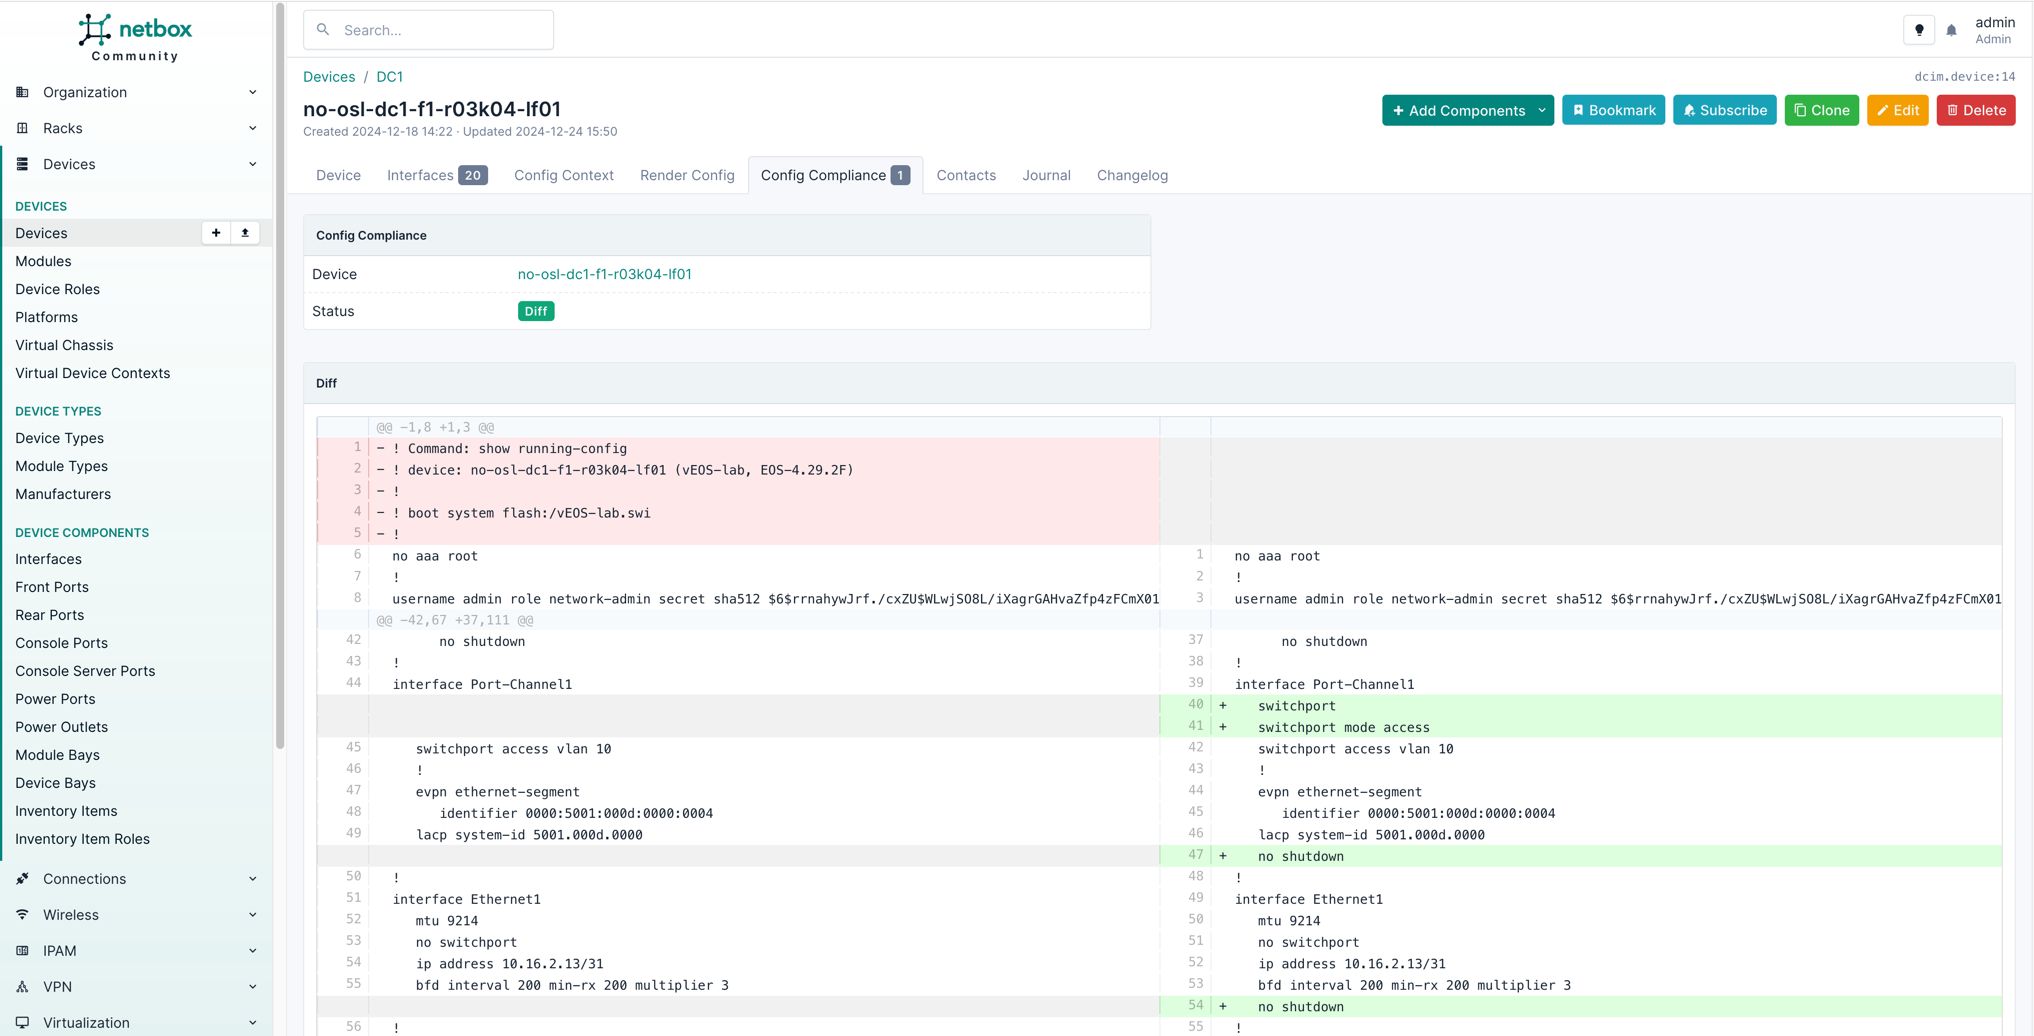 netbox
Community
Search...
admin
Admin
Organization
Racks
Devices
DEVICES
Devices
Modules
Device Roles
Platforms
Virtual Chassis
Virtual Device Contexts
DEVICE TYPES
Device Types
Module Types
Manufacturers
DEVICE COMPONENTS
Interfaces
Front Ports
Rear Ports
Console Ports
Console Server Ports
Power Ports
Power Outlets
Module Bays
Device Bays
Inventory Items
Inventory Item Roles
Connections
Wireless
IPAM
VPN
Virtualization
Devices / DC1
dcim.device:14
no-osl-dc1-f1-r03k04-lf01
Created 2024-12-18 14:22 · Updated 2024-12-24 15:50
+ Add Components
Bookmark
Subscribe
Clone
Edit
Delete
Device
Interfaces 20
Config Context
Render Config
Config Compliance 1
Contacts
Journal
Changelog
Config Compliance
Device no-osl-dc1-f1-r03k04-lf01
Status Diff
Diff
@@ -1,8 +1,3 @@
1 - ! Command: show running-config
2 - ! device: no-osl-dc1-f1-r03k04-lf01 (vEOS-lab, EOS-4.29.2F)
3 - !
4 - ! boot system flash:/vEOS-lab.swi
5 - !
6 no aaa root
7 !
8 username admin role network-admin secret sha512 $6$rrnahywJrf./cxZU$WLwjSO8L/iXagrGAHvaZfp4zFCmX01
@@ -42,67 +37,111 @@
42 no shutdown
43 !
44 interface Port-Channel1
45 switchport access vlan 10
46 !
47 evpn ethernet-segment
48 identifier 0000:5001:000d:0000:0004
49 lacp system-id 5001.000d.0000
50 !
51 interface Ethernet1
52 mtu 9214
53 no switchport
54 ip address 10.16.2.13/31
55 bfd interval 200 min-rx 200 multiplier 3
56 !
1 no aaa root
2 !
3 username admin role network-admin secret sha512 $6$rrnahywJrf./cxZU$WLwjSO8L/iXagrGAHvaZfp4zFCmX01
37 no shutdown
38 !
39 interface Port-Channel1
40 + switchport
41 + switchport mode access
42 switchport access vlan 10
43 !
44 evpn ethernet-segment
45 identifier 0000:5001:000d:0000:0004
46 lacp system-id 5001.000d.0000
47 + no shutdown
48 !
49 interface Ethernet1
50 mtu 9214
51 no switchport
52 ip address 10.16.2.13/31
53 bfd interval 200 min-rx 200 multiplier 3
54 + no shutdown
55 !